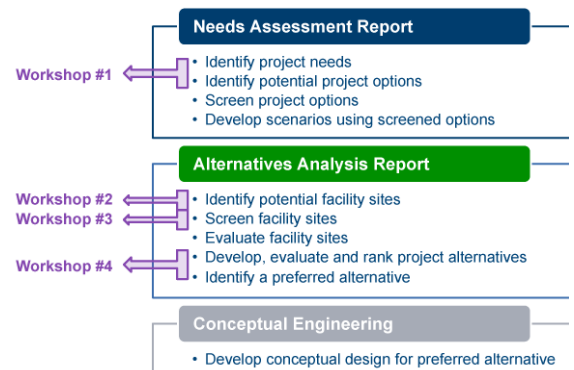 Needs Assessment Report
Workshop #1
• Identify project needs
• Identify potential project options
• Screen project options
• Develop scenarios using screened options
Alternatives Analysis Report
Workshop #2
• Identify potential facility sites
Workshop #3
• Screen facility sites
• Evaluate facility sites
Workshop #4
• Develop, evaluate and rank project alternatives
• Identify a preferred alternative
Conceptual Engineering
• Develop conceptual design for preferred alternative